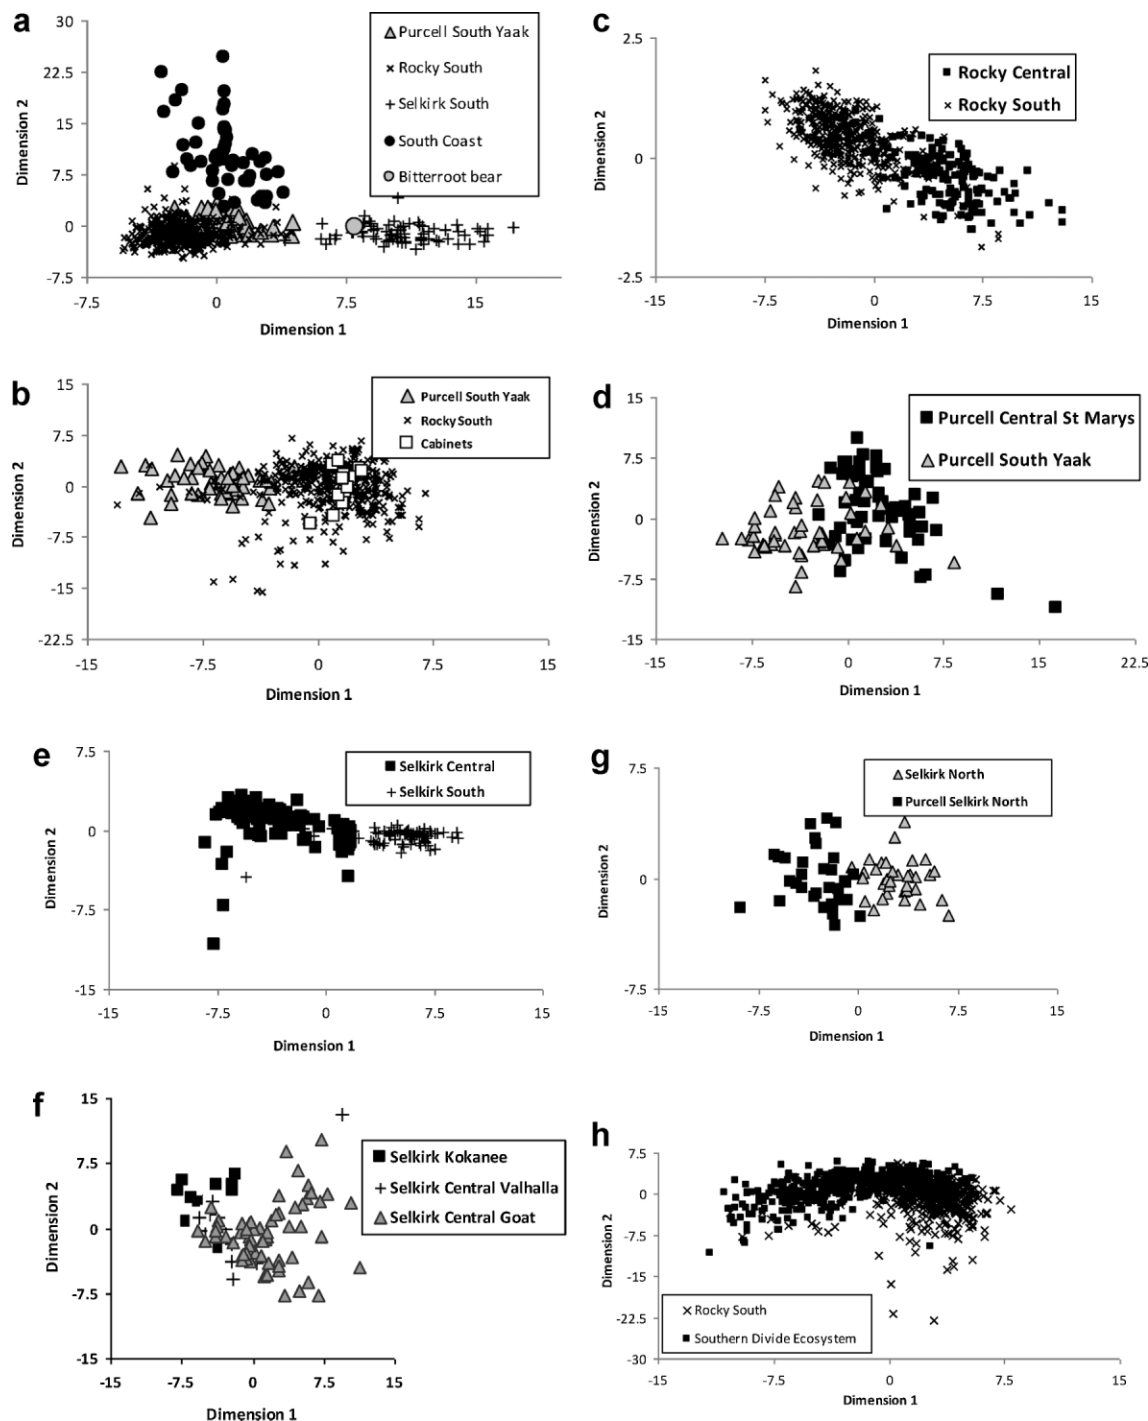 a
30
22.5
15
7.5
0
-7.5
-7.5 0 7.5 15
Dimension 2
Dimension 1
Purcell South Yaak
Rocky South
Selkirk South
South Coast
Bitterroot bear
c
2.5
0
-2.5
-15 -7.5 0 7.5 15
Dimension 2
Dimension 1
Rocky Central
Rocky South
b
15
7.5
0
-7.5
-15
-22.5
-15 -7.5 0 7.5 15
Dimension 2
Dimension 1
Purcell South Yaak
Rocky South
Cabinets
d
15
7.5
0
-7.5
-15
-15 -7.5 0 7.5 15 22.5
Dimension 2
Dimension 1
Purcell Central St Marys
Purcell South Yaak
e
7.5
0
-7.5
-15
-15 -7.5 0 7.5 15
Dimension 2
Dimension 1
Selkirk Central
Selkirk South
g
7.5
0
-7.5
-15 -7.5 0 7.5 15
Dimension 2
Dimension 1
Selkirk North
Purcell Selkirk North
f
15
7.5
0
-7.5
-15
-15 -7.5 0 7.5 15
Dimension 2
Dimension 1
Selkirk Kokanee
Selkirk Central Valhalla
Selkirk Central Goat
h
7.5
0
-7.5
-15
-22.5
-30
-15 -7.5 0 7.5 15
Dimension 2
Dimension 1
Rocky South
Southern Divide Ecosystem